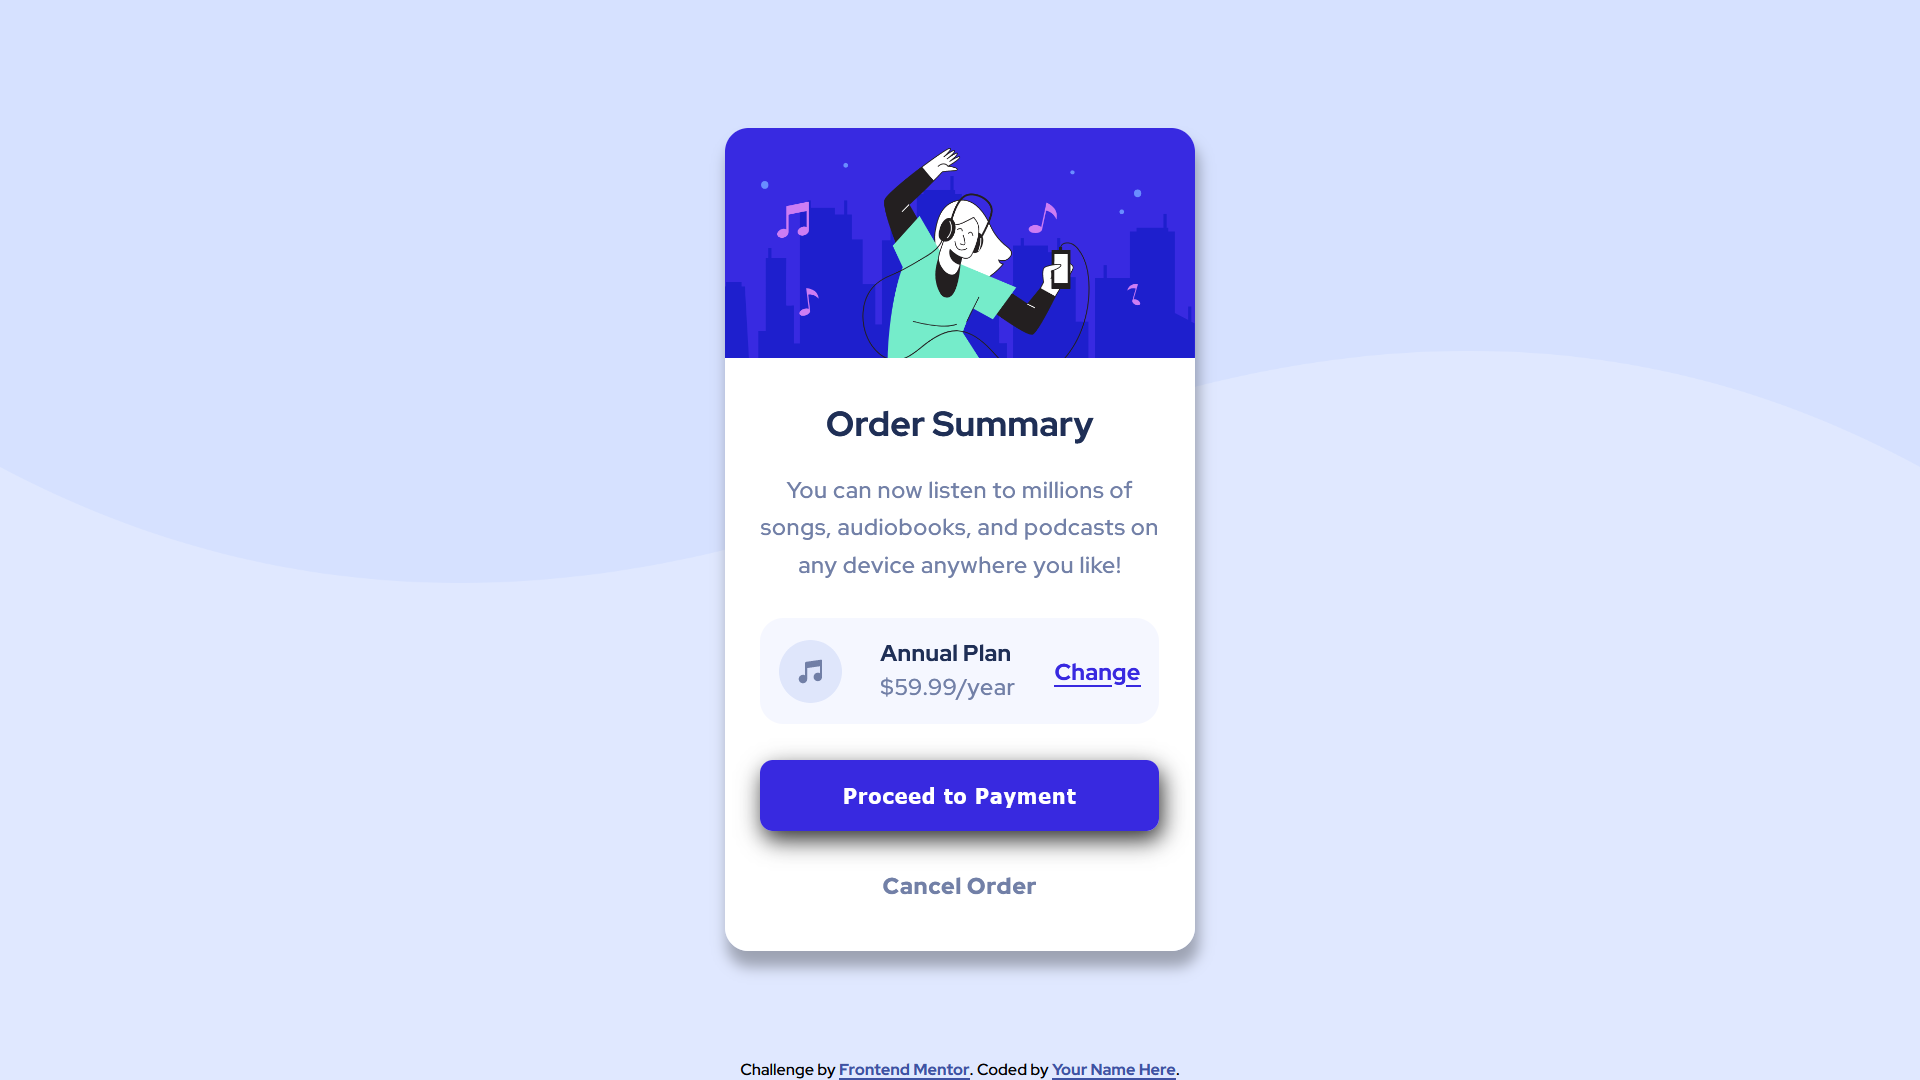 Order Summary
You can now listen to millions of
songs, audiobooks, and podcasts on
any device anywhere you like!
Annual Plan
$59.99/year
Change
Proceed to Payment
Cancel Order
Challenge by Frontend Mentor. Coded by Your Name Here.